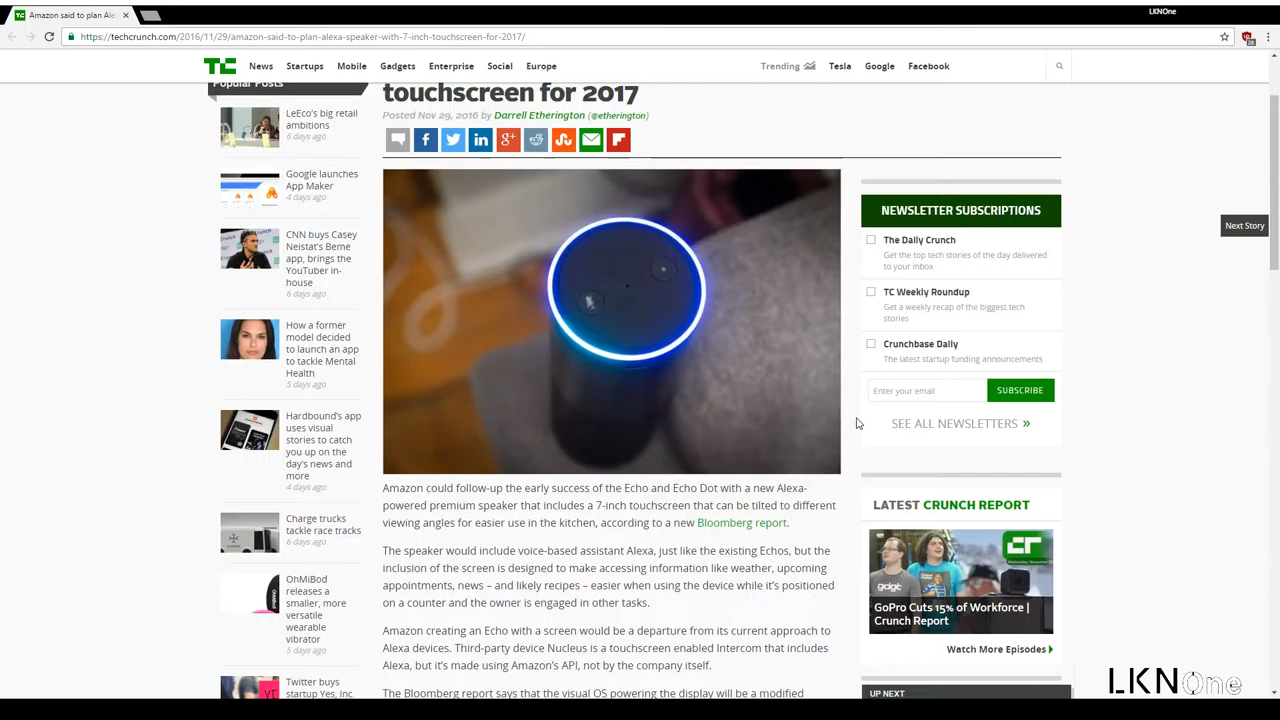 Amazon said to plan Ale
LKNOne
https://techcrunch.com/2016/11/29/amazon-said-to-plan-alexa-speaker-with-7-inch-touchscreen-for-2017/
TC News Startups Mobile Gadgets Enterprise Social Europe Trending Tesla Google Facebook
Popular Posts
LeEco's big retail
ambitions
6 days ago
Google launches
App Maker
4 days ago
CNN buys Casey
Neistat's Beme
app, brings the
YouTuber in-
house
6 days ago
How a former
model decided
to launch an app
to tackle Mental
Health
5 days ago
Hardbound's app
uses visual
stories to catch
you up on the
day's news and
more
4 days ago
Charge trucks
tackle race tracks
6 days ago
OhMiBod
releases a
smaller, more
versatile
wearable
vibrator
5 days ago
Twitter buys
startup Yes, Inc.
touchscreen for 2017
Posted Nov 29, 2016 by Darrell Etherington (@etherington)
Amazon could follow-up the early success of the Echo and Echo Dot with a new Alexa-
powered premium speaker that includes a 7-inch touchscreen that can be tilted to different
viewing angles for easier use in the kitchen, according to a new Bloomberg report.
The speaker would include voice-based assistant Alexa, just like the existing Echos, but the
inclusion of the screen is designed to make accessing information like weather, upcoming
appointments, news – and likely recipes – easier when using the device while it's positioned
on a counter and the owner is engaged in other tasks.
Amazon creating an Echo with a screen would be a departure from its current approach to
Alexa devices. Third-party device Nucleus is a touchscreen enabled Intercom that includes
Alexa, but it's made using Amazon's API, not by the company itself.
The Bloomberg report says that the visual OS powering the display will be a modified
NEWSLETTER SUBSCRIPTIONS
The Daily Crunch
Get the top tech stories of the day delivered
to your inbox
TC Weekly Roundup
Get a weekly recap of the biggest tech
stories
Crunchbase Daily
The latest startup funding announcements
Enter your email SUBSCRIBE
SEE ALL NEWSLETTERS »
LATEST CRUNCH REPORT
gdgt
GoPro Cuts 15% of Workforce |
Crunch Report
Watch More Episodes
UP NEXT
Next Story
LKNOne